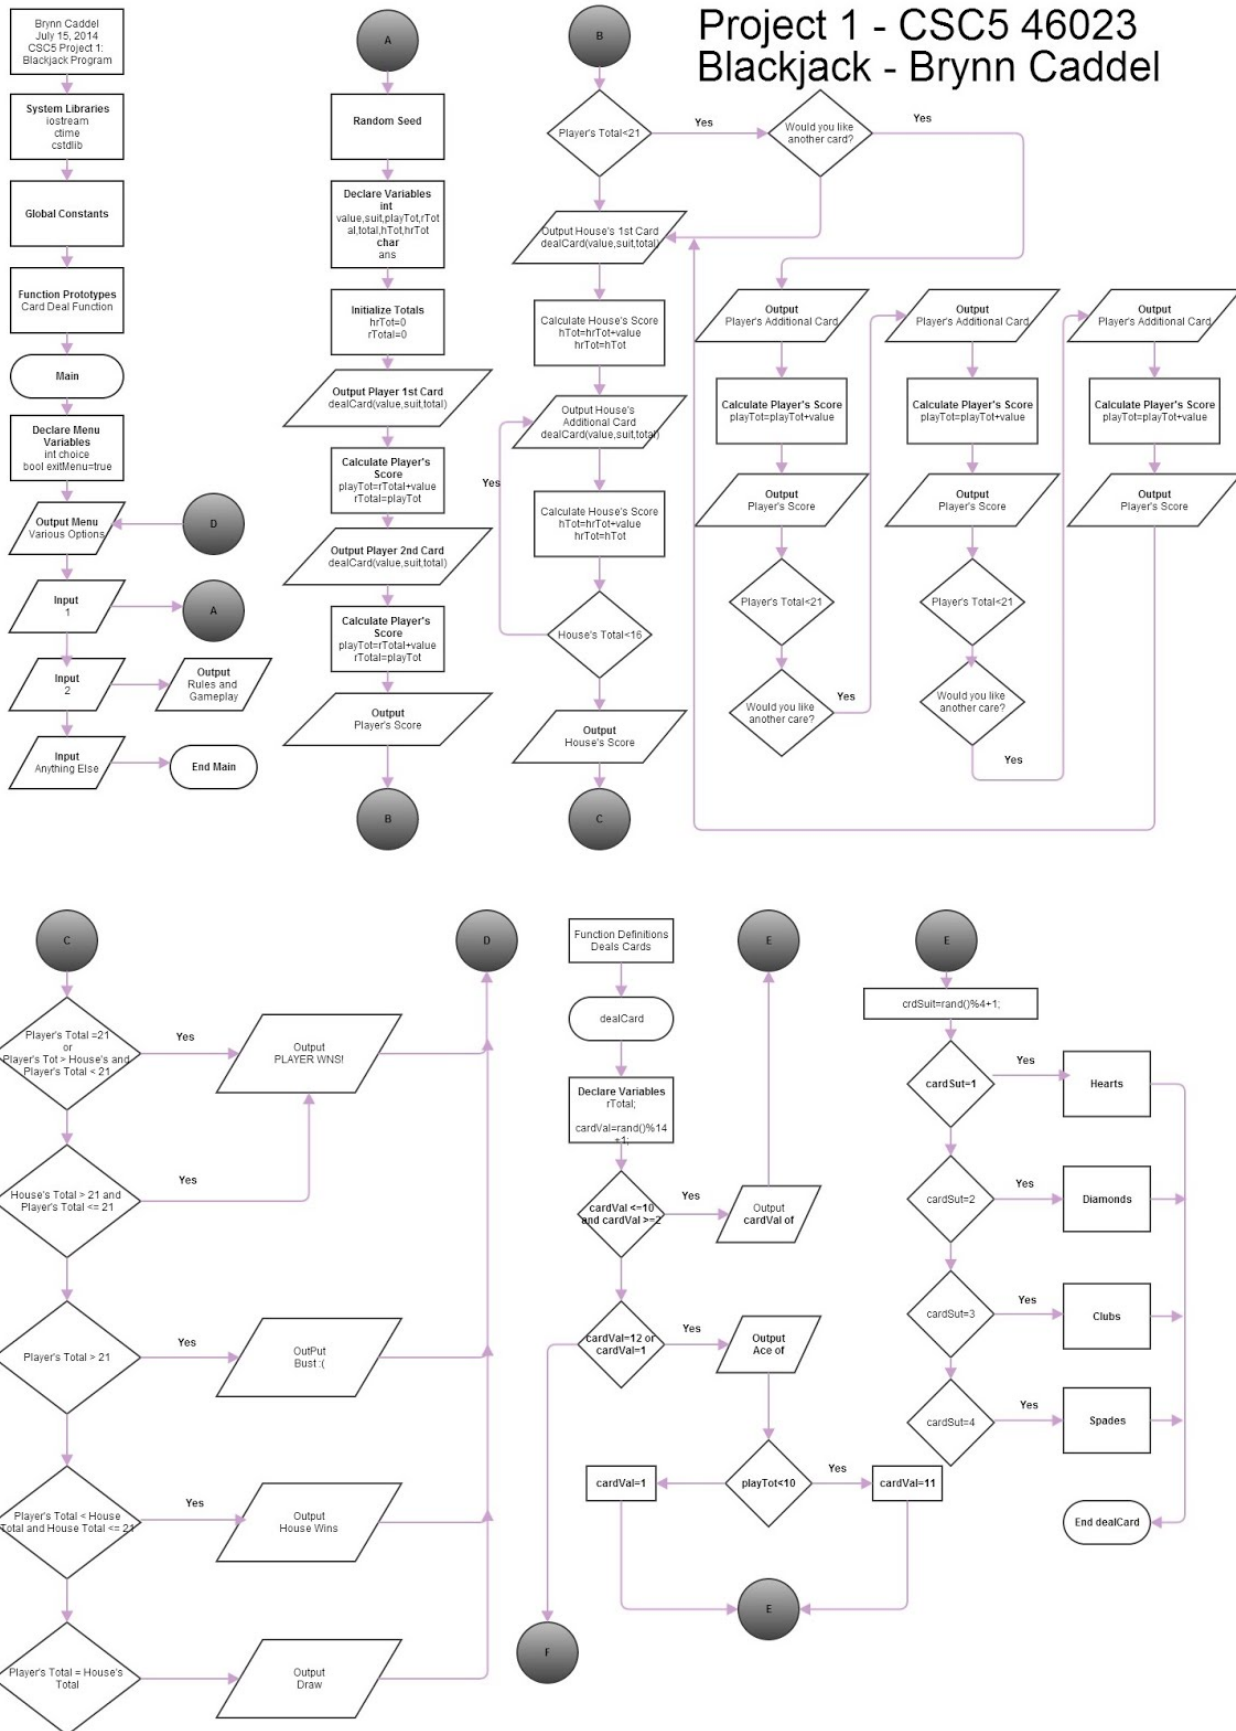 Project 1 - CSC5 46023
Blackjack - Brynn Caddel
Brynn Caddel
July 15, 2014
CSC5 Project 1:
Blackjack Program
System Libraries
iostream
ctime
cstdlib
Global Constants
Function Prototypes
Card Deal Function
Main
Declare Menu
Variables
int choice
bool exitMenu=true
Output Menu
Various Options
D
Input
1
A
Input
2
Output
Rules and
Gameplay
Input
Anything Else
End Main
A
Random Seed
Declare Variables
int
value,suit,playTot,rTot
al,total,hTot,hrTot
char
ans
Initialize Totals
hrTot=0
rTotal=0
Output Player 1st Card
dealCard(value,suit,total)
Calculate Player's
Score
playTot=rTotal+value
rTotal=playTot
Output Player 2nd Card
dealCard(value,suit,total)
Calculate Player's
Score
playTot=rTotal+value
rTotal=playTot
Output
Player's Score
B
B
Player's Total<21
Yes
Would you like
another card?
Yes
Output House's 1st Card
dealCard(value,suit,total)
Calculate House's Score
hTot=hrTot+value
hrTot=hTot
Output House's
Additional Card
dealCard(value,suit,total)
Yes
Calculate House's Score
hTot=hrTot+value
hrTot=hTot
House's Total<16
Output
House's Score
C
Output
Player's Additional Card
Calculate Player's Score
playTot=playTot+value
Output
Player's Score
Player's Total<21
Would you like
another care?
Yes
Output
Player's Additional Card
Calculate Player's Score
playTot=playTot+value
Output
Player's Score
Player's Total<21
Would you like
another care?
Yes
Output
Player's Additional Card
Calculate Player's Score
playTot=playTot+value
Output
Player's Score
C
Player's Total =21
or
Player's Tot > House's and
Player's Total < 21
Yes
Output
PLAYER WNS!
House's Total > 21 and
Player's Total <= 21
Yes
Player's Total > 21
Yes
OutPut
Bust :(
Player's Total < House
Total and House Total <= 21
Yes
Output
House Wins
Player's Total = House's
Total
Output
Draw
D
Function Definitions
Deals Cards
dealCard
Declare Variables
rTotal;
cardVal=rand()%14
+1;
cardVal <=10
and cardVal >=2
Yes
Output
cardVal of
E
cardVal=12 or
cardVal=1
Yes
Output
Ace of
playTot<10
Yes
cardVal=1
cardVal=11
E
F
E
crdSuit=rand()%4+1;
cardSut=1
Yes
Hearts
cardSut=2
Yes
Diamonds
cardSut=3
Yes
Clubs
cardSut=4
Yes
Spades
End dealCard